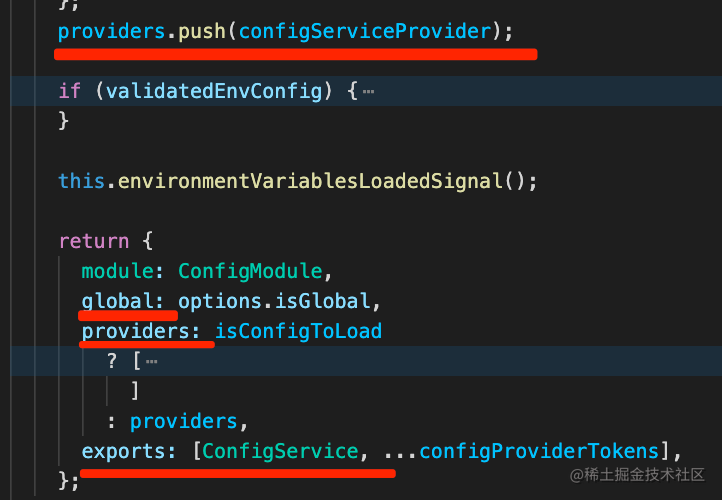 };
providers.push(configServiceProvider);
if (validatedEnvConfig) {⋯
}
this.environmentVariablesLoadedSignal();
return {
module: ConfigModule,
global: options.isGlobal,
providers: isConfigToLoad
? [⋯
]
: providers,
exports: [ConfigService, ...configProviderTokens],
};
@稀土掘金技术社区